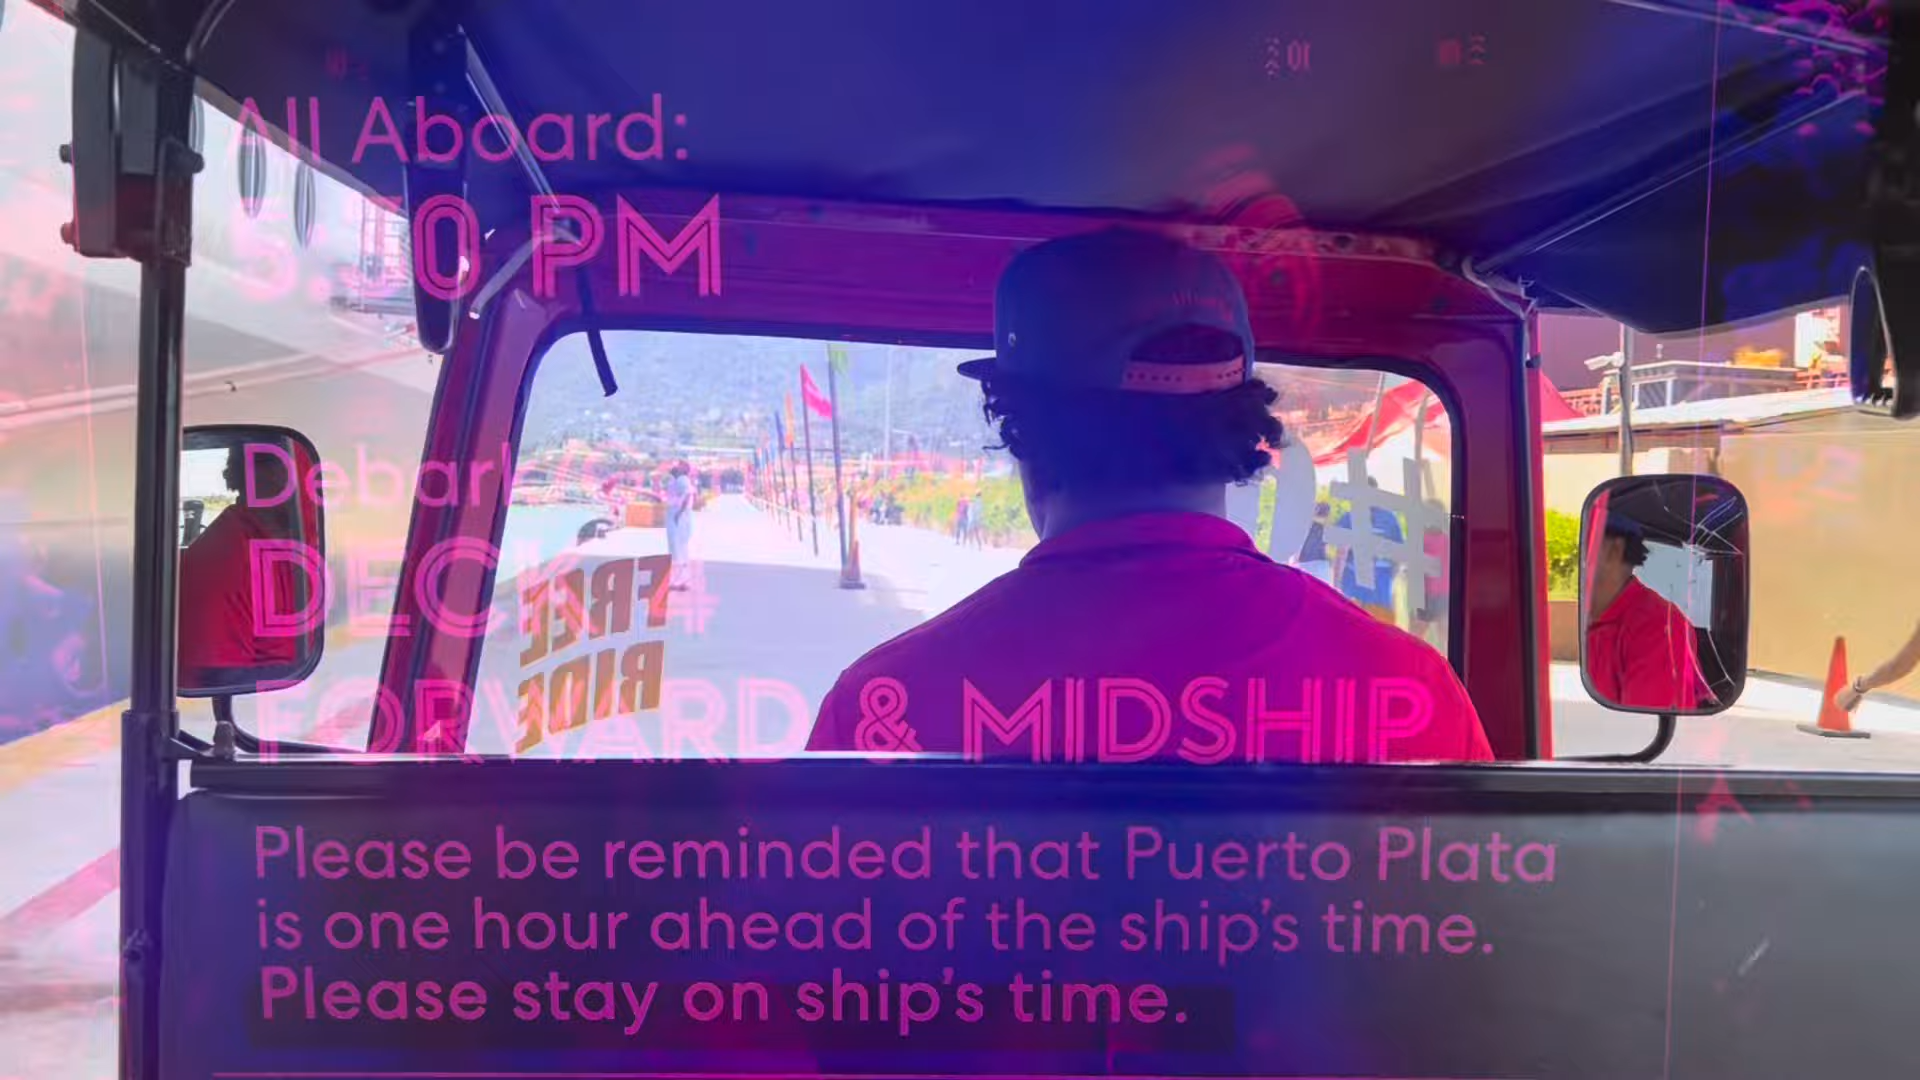 All Aboard:
PM
DECK 4
FORWARD & MIDSHIP
FREE
RIDE
Please be reminded that Puerto Plata
is one hour ahead of the ship's time.
Please stay on ship's time.